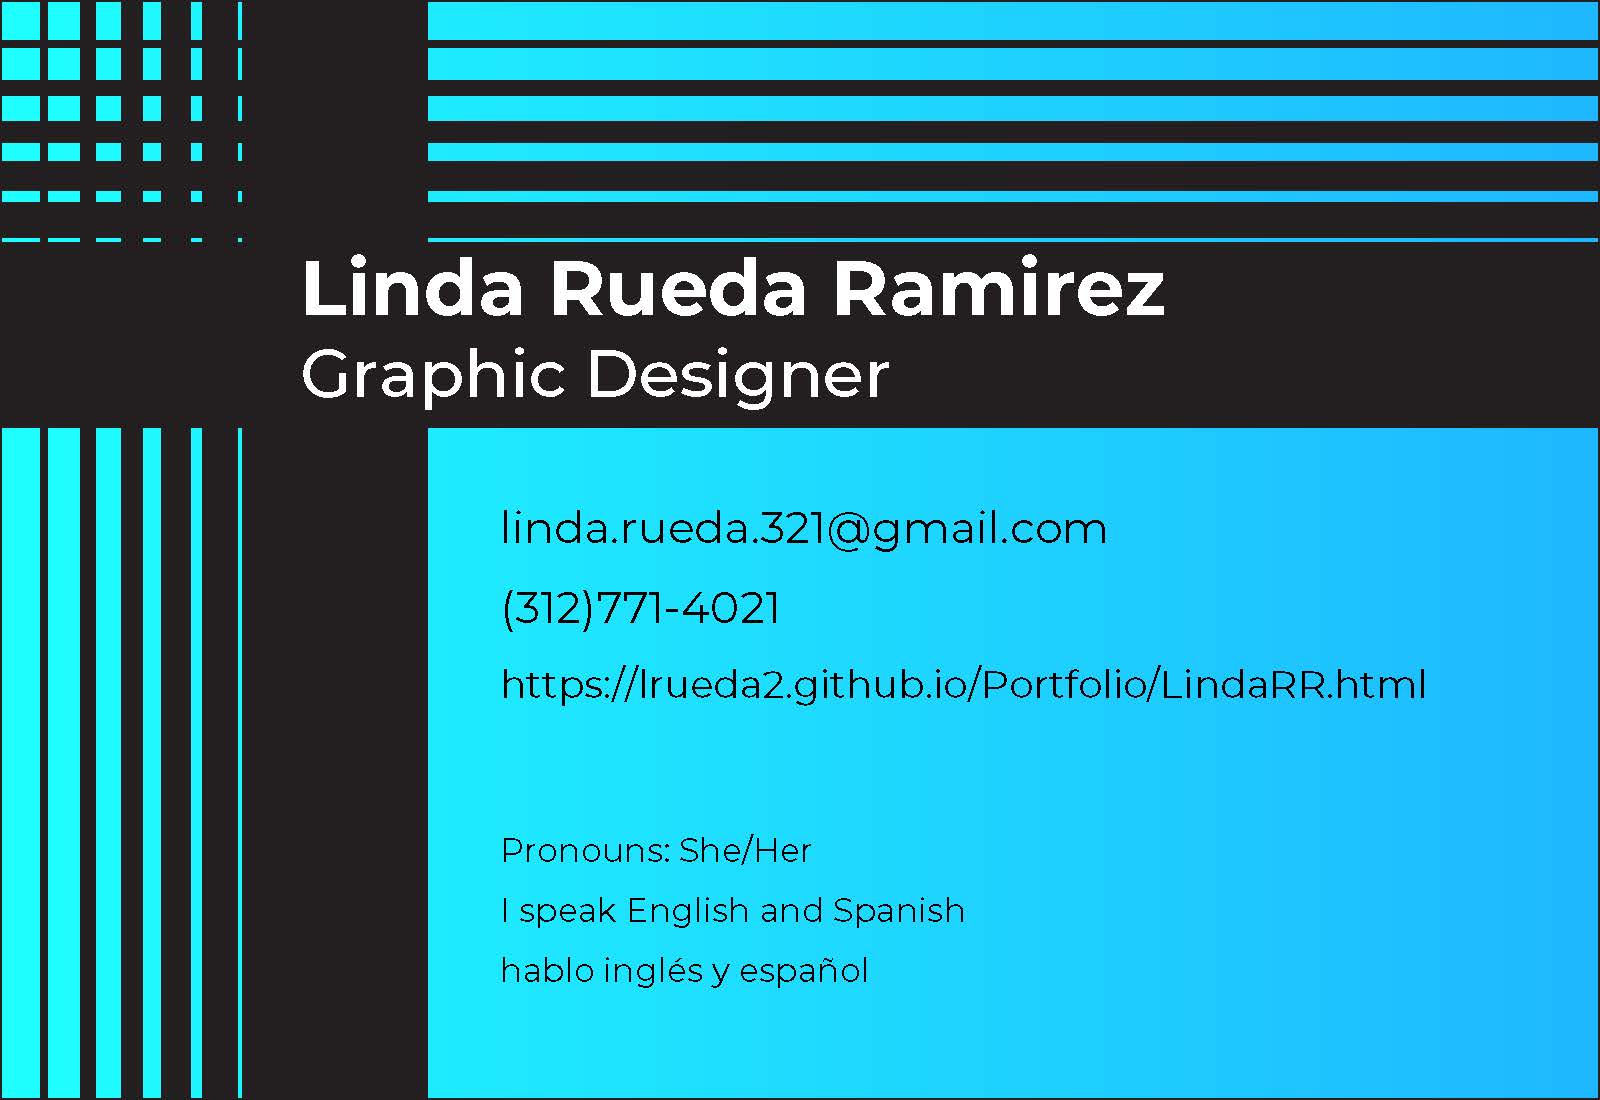 Linda Rueda Ramirez
Graphic Designer
linda.rueda.321@gmail.com
(312)771-4021
https://lrueda2.github.io/Portfolio/LindaRR.html
Pronouns: She/Her
I speak English and Spanish
hablo inglés y español